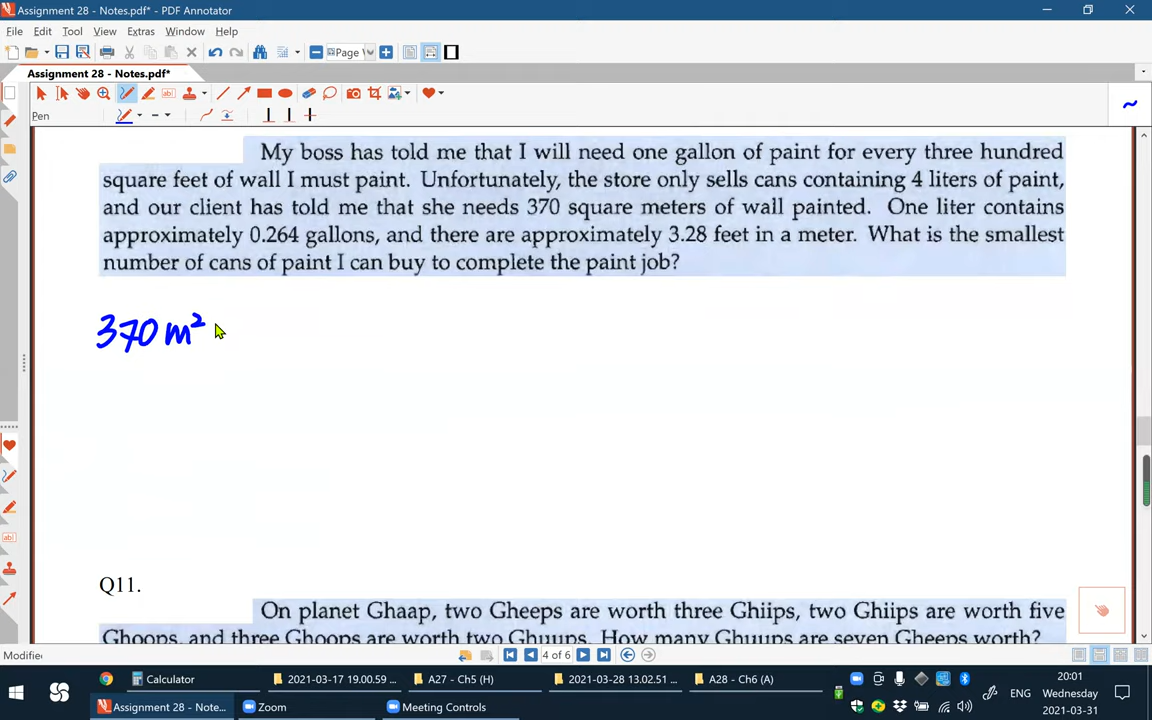 Assignment 28 - Notes.pdf* - PDF Annotator
File Edit Tool View Extras Window Help
Page
Assignment 28 - Notes.pdf*
Pen
My boss has told me that I will need one gallon of paint for every three hundred
square feet of wall I must paint. Unfortunately, the store only sells cans containing 4 liters of paint,
and our client has told me that she needs 370 square meters of wall painted. One liter contains
approximately 0.264 gallons, and there are approximately 3.28 feet in a meter. What is the smallest
number of cans of paint I can buy to complete the paint job?
370 m²
Q11.
On planet Ghaap, two Gheeps are worth three Ghiips, two Ghiips are worth five
Ghoops, and three Ghoops are worth two Ghuups. How many Ghuups are seven Gheeps worth?
Modifie
4 of 6
Calculator
2021-03-17 19.00.59 ...
A27 - Ch5 (H)
2021-03-28 13.02.51 ...
A28 - Ch6 (A)
20:01
ENG
Wednesday
Assignment 28 - Note...
Zoom
Meeting Controls
2021-03-31